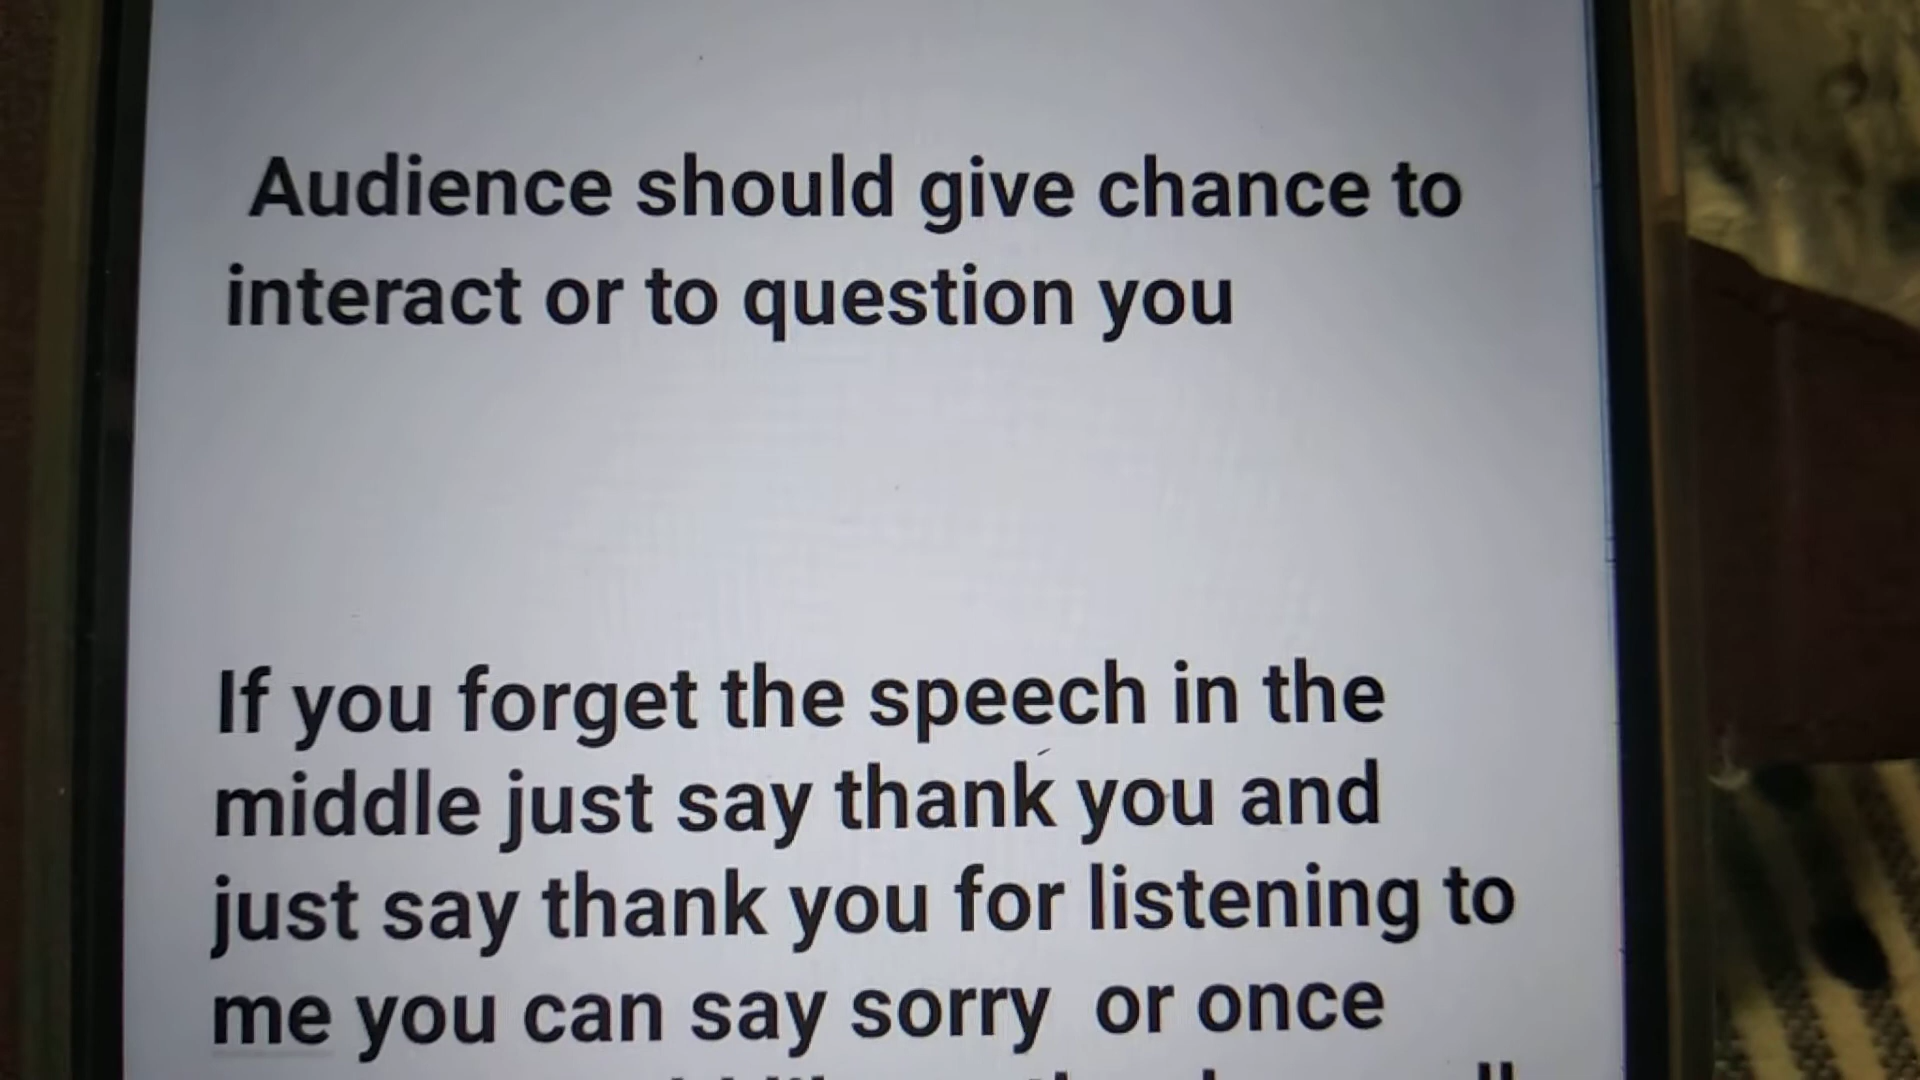 Audience should give chance to
interact or to question you
If you forget the speech in the
middle just say thank you and
just say thank you for listening to
me you can say sorry or once